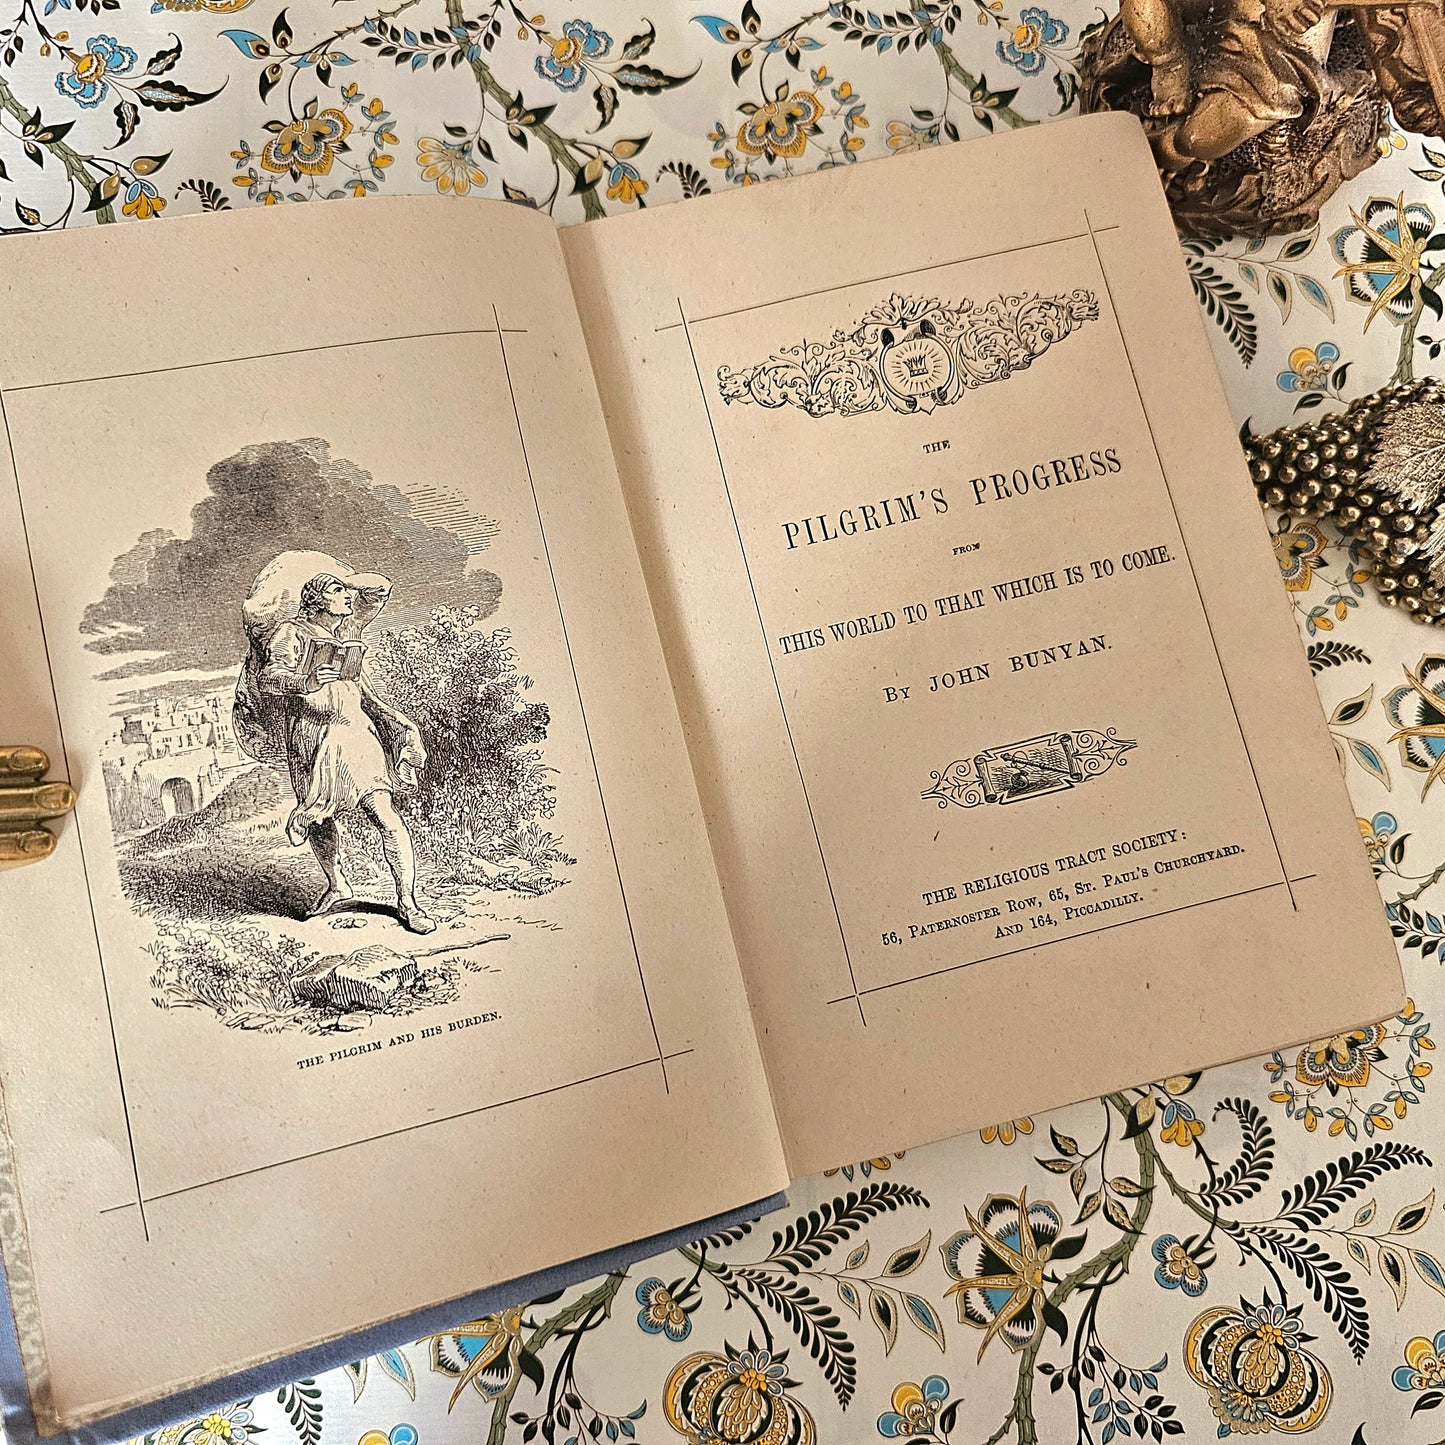 THE PILGRIM AND HIS BURDEN.
THE
PILGRIM'S PROGRESS
FROM
THIS WORLD TO THAT WHICH IS TO COME.
BY JOHN BUNYAN.
THE RELIGIOUS TRACT SOCIETY:
56, PATERNOSTER ROW, 65, ST. PAUL'S CHURCHYARD.
AND 164, PICCADILLY.